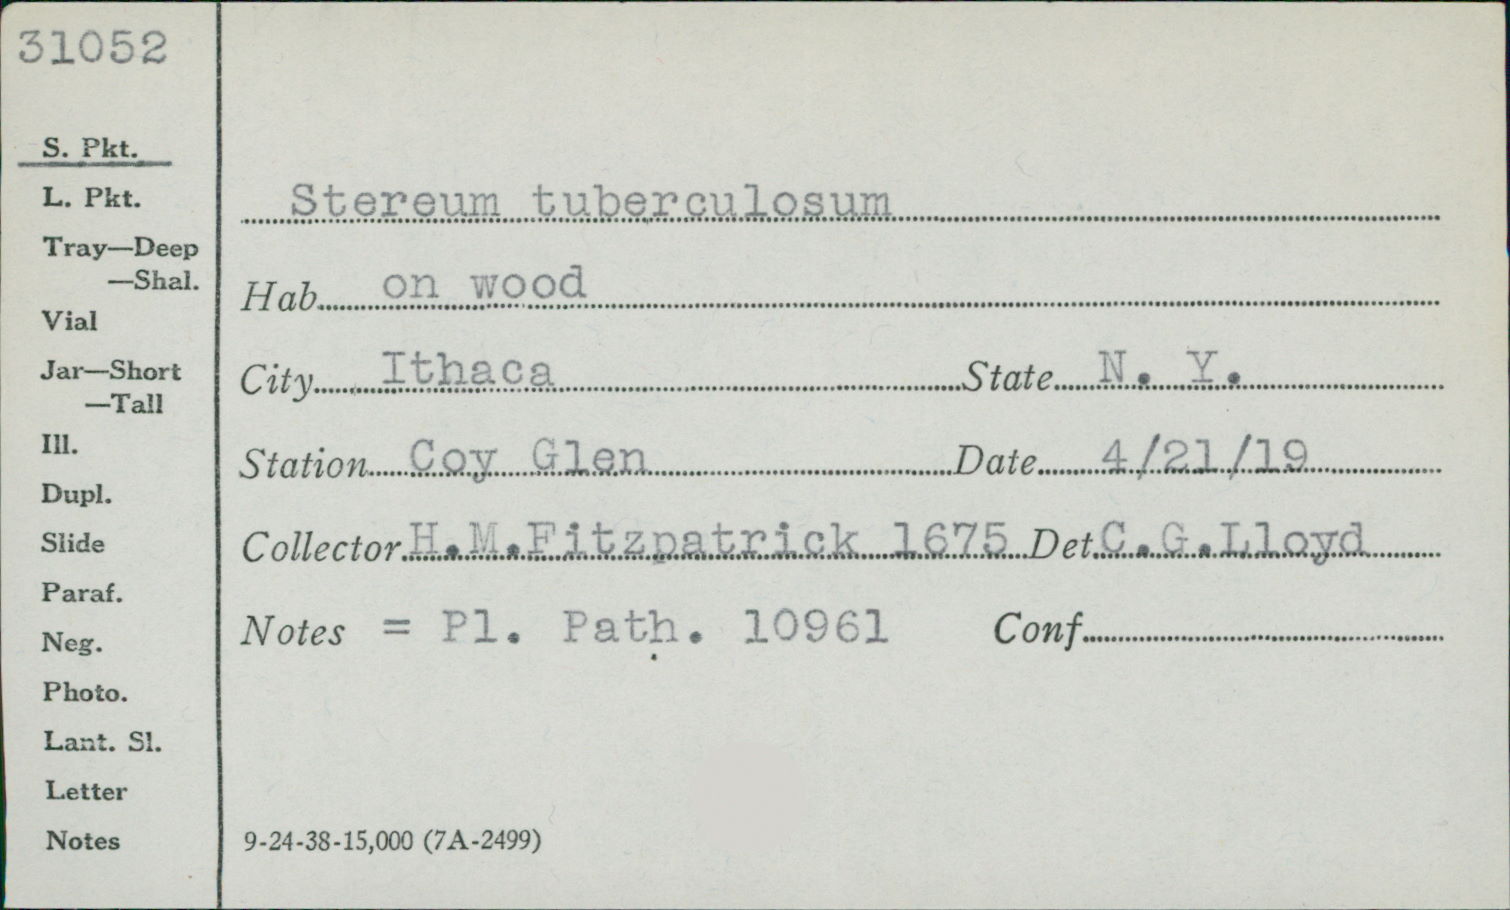 31052
S. Pkt.
L. Pkt.
Tray—Deep
—Shal.
Vial
Jar—Short
—Tall
Ill.
Dupl.
Slide
Paraf.
Neg.
Photo.
Lant. Sl.
Letter
Notes
Stereum tuberculosum
Hab. on wood
City Ithaca State N. Y.
Station Coy Glen Date 4/21/19
Collector H.M.Fitzpatrick 1675 Det. C.G.Lloyd
Notes = Pl. Path. 10961 Conf.
9-24-38-15,000 (7A-2499)